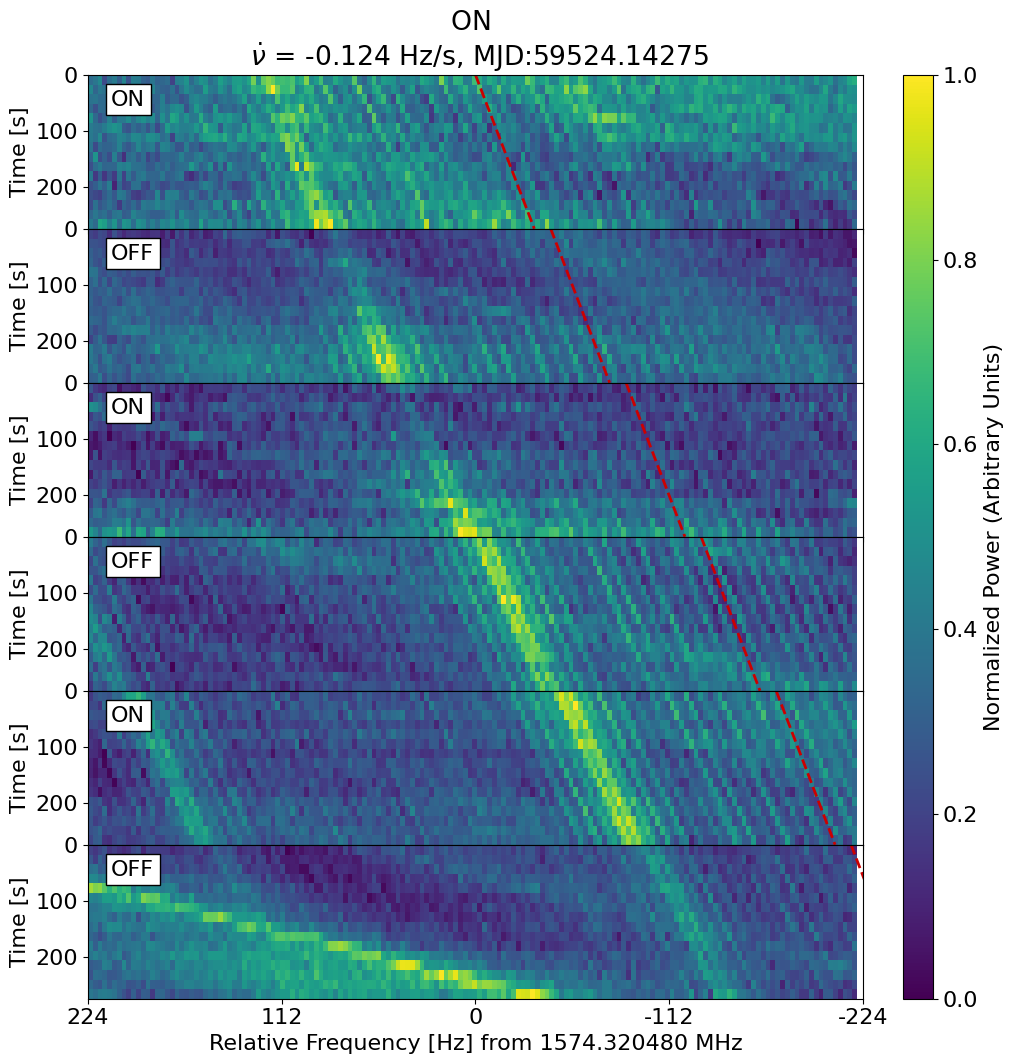 ON
ν̇ = -0.124 Hz/s, MJD:59524.14275
0
ON
100
Time [s]
200
0
OFF
100
Time [s]
200
0
ON
100
Time [s]
200
0
OFF
100
Time [s]
200
0
ON
100
Time [s]
200
0
OFF
100
Time [s]
200
224 112 0 -112 -224
Relative Frequency [Hz] from 1574.320480 MHz
1.0
0.8
0.6
0.4
0.2
0.0
Normalized Power (Arbitrary Units)